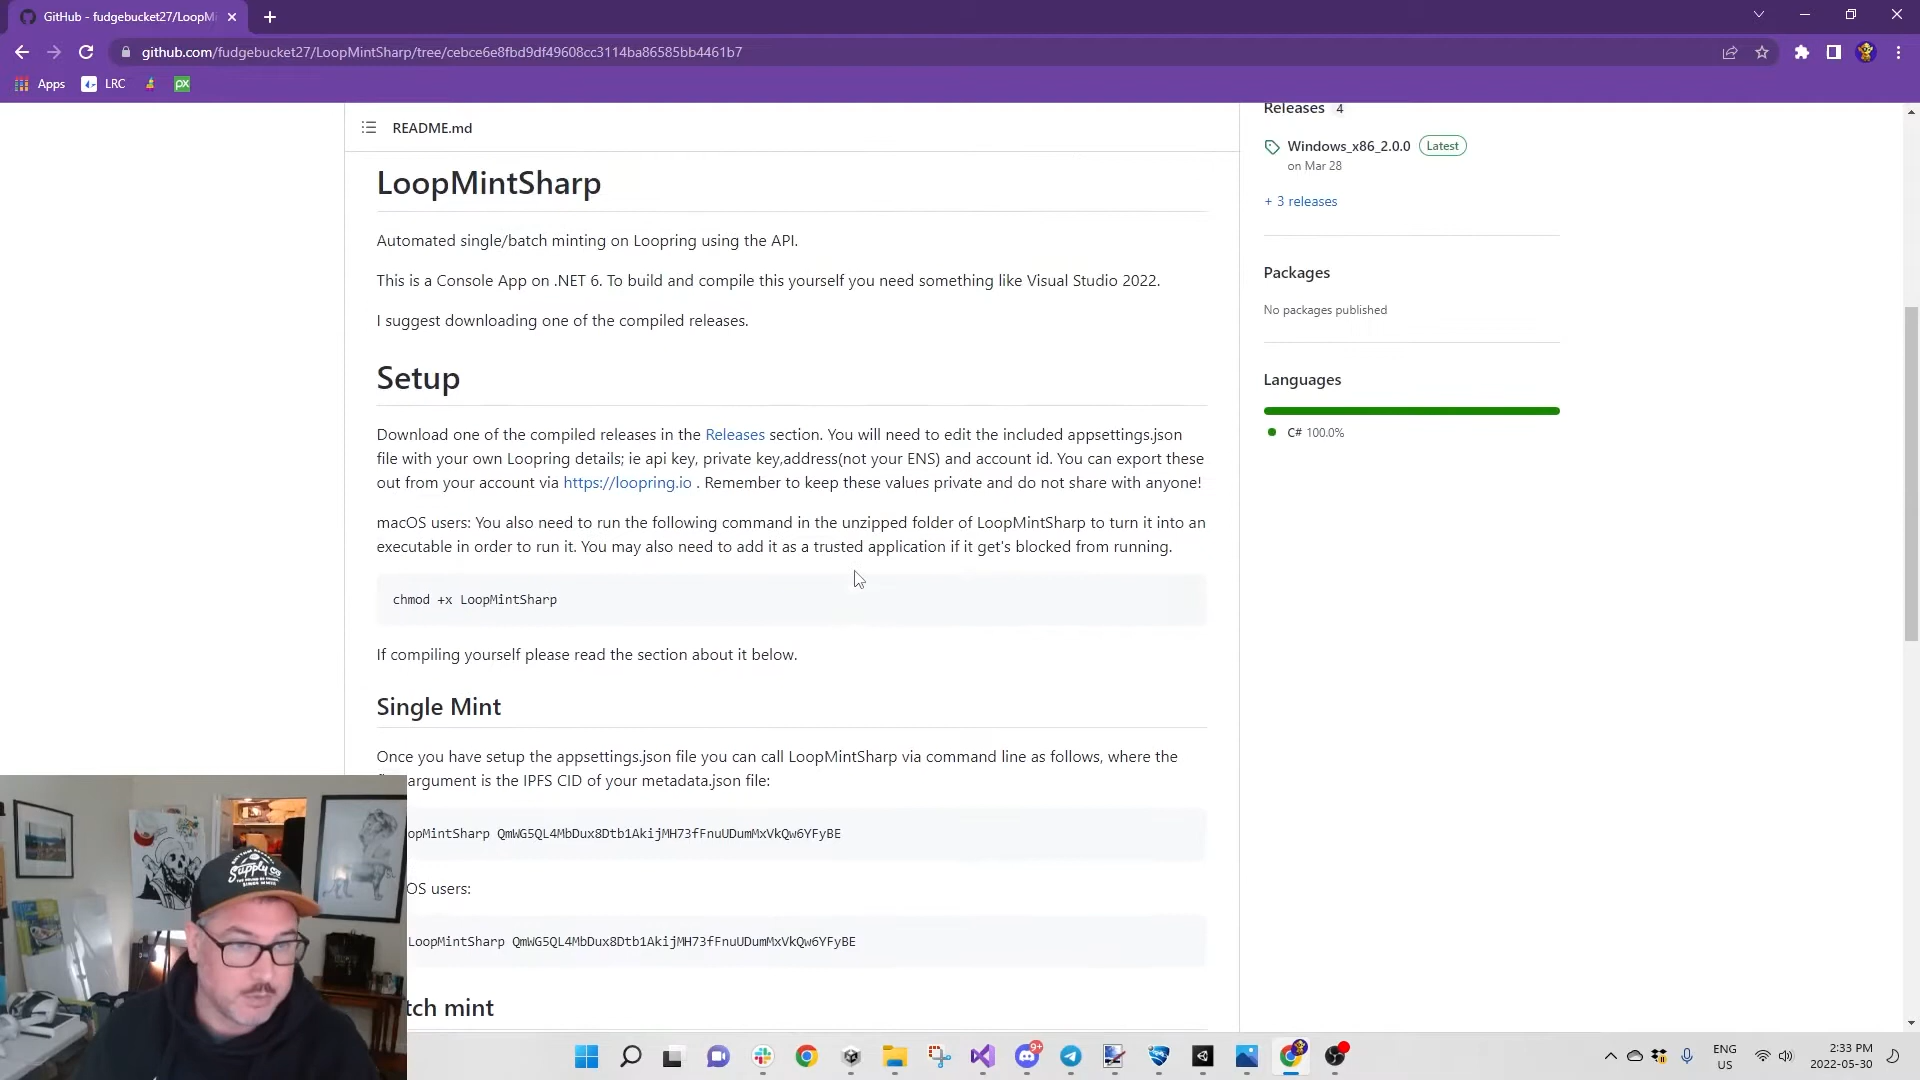 GitHub - fudgebucket27/LoopMi
github.com/fudgebucket27/LoopMintSharp/tree/cebce6e8fbd9df49608cc3114ba86585bb4461b7
Apps
LRC
px
README.md
LoopMintSharp
Automated single/batch minting on Loopring using the API.
This is a Console App on .NET 6. To build and compile this yourself you need something like Visual Studio 2022.
I suggest downloading one of the compiled releases.
Setup
Download one of the compiled releases in the Releases section. You will need to edit the included appsettings.json
file with your own Loopring details; ie api key, private key,address(not your ENS) and account id. You can export these
out from your account via https://loopring.io . Remember to keep these values private and do not share with anyone!
macOS users: You also need to run the following command in the unzipped folder of LoopMintSharp to turn it into an
executable in order to run it. You may also need to add it as a trusted application if it get's blocked from running.
chmod +x LoopMintSharp
If compiling yourself please read the section about it below.
Single Mint
Once you have setup the appsettings.json file you can call LoopMintSharp via command line as follows, where the
argument is the IPFS CID of your metadata.json file:
opMintSharp QmWG5QL4MbDux8Dtb1AkijMH73fFnuUDumMxVkQw6YFyBE
OS users:
LoopMintSharp QmWG5QL4MbDux8Dtb1AkijMH73fFnuUDumMxVkQw6YFyBE
tch mint
Releases 4
Windows_x86_2.0.0 Latest
on Mar 28
+ 3 releases
Packages
No packages published
Languages
C# 100.0%
Supply Co
9+
ENG
US
2:33 PM
2022-05-30